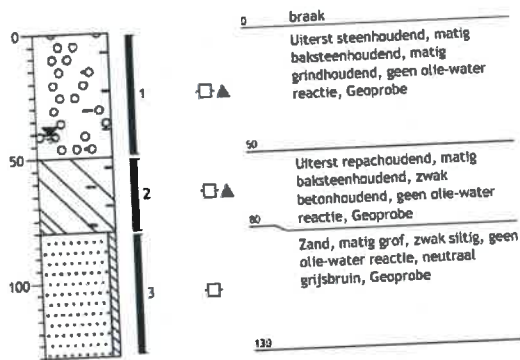 0
50
100
1
2
3
0 braak
Uiterst steenhoudend, matig
baksteenhoudend, matig
grindhoudend, geen olie-water
reactie, Geoprobe
50
Uiterst repachoudend, matig
baksteenhoudend, zwak
betonhoudend, geen olie-water
reactie, Geoprobe
80
Zand, matig grof, zwak siltig, geen
olie-water reactie, neutraal
grijsbruin, Geoprobe
130